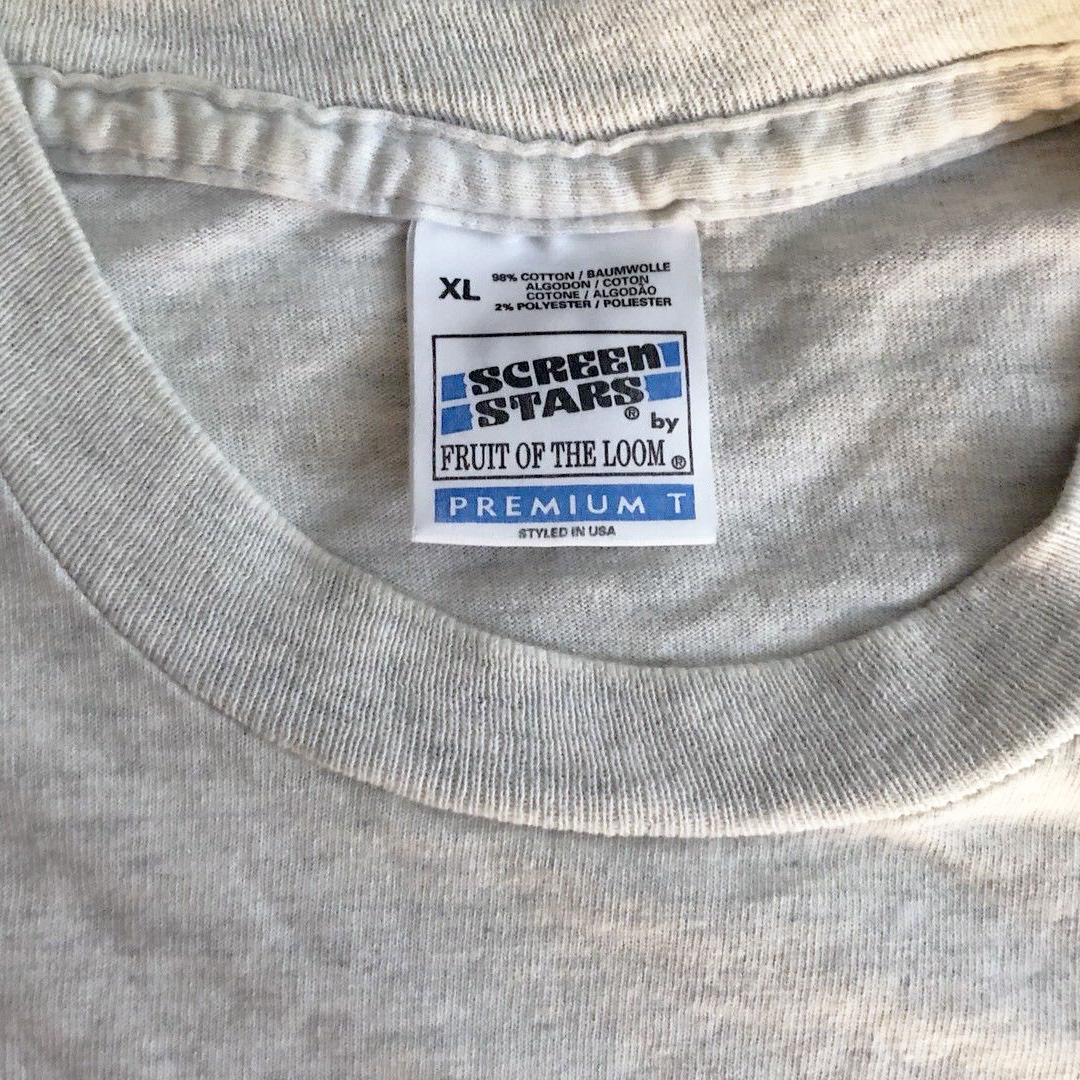 XL
98% COTTON / BAUMWOLLE
ALGODON / COTON
COTONE / ALGODÃO
2% POLYESTER / POLIESTER
SCREEN
STARS®
by
FRUIT OF THE LOOM®
PREMIUM T
STYLED IN USA